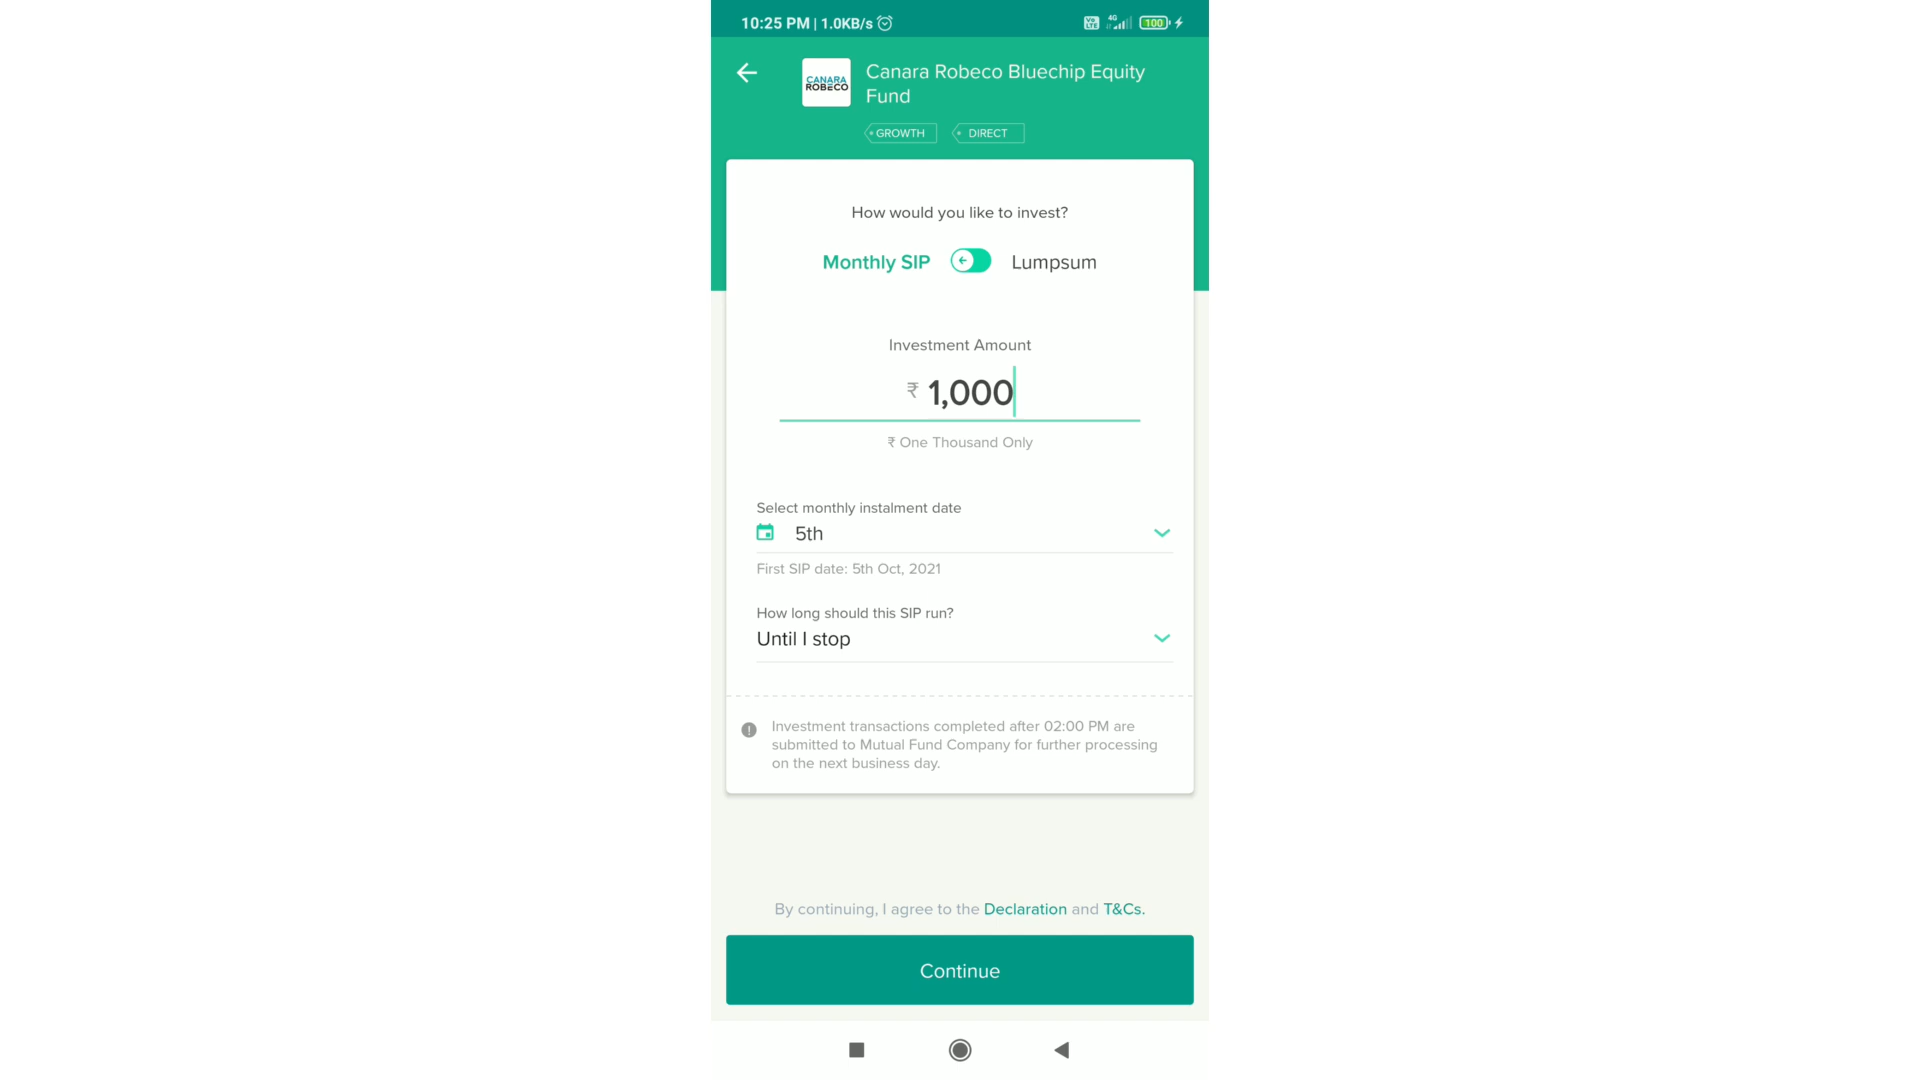 10:25 PM | 1.0KB/s
Vo LTE 4G 100
CANARA
ROBECO
Canara Robeco Bluechip Equity
Fund
GROWTH DIRECT
How would you like to invest?
Monthly SIP Lumpsum
Investment Amount
₹ 1,000
₹ One Thousand Only
Select monthly instalment date
5th
First SIP date: 5th Oct, 2021
How long should this SIP run?
Until I stop
Investment transactions completed after 02:00 PM are
submitted to Mutual Fund Company for further processing
on the next business day.
By continuing, I agree to the Declaration and T&Cs.
Continue